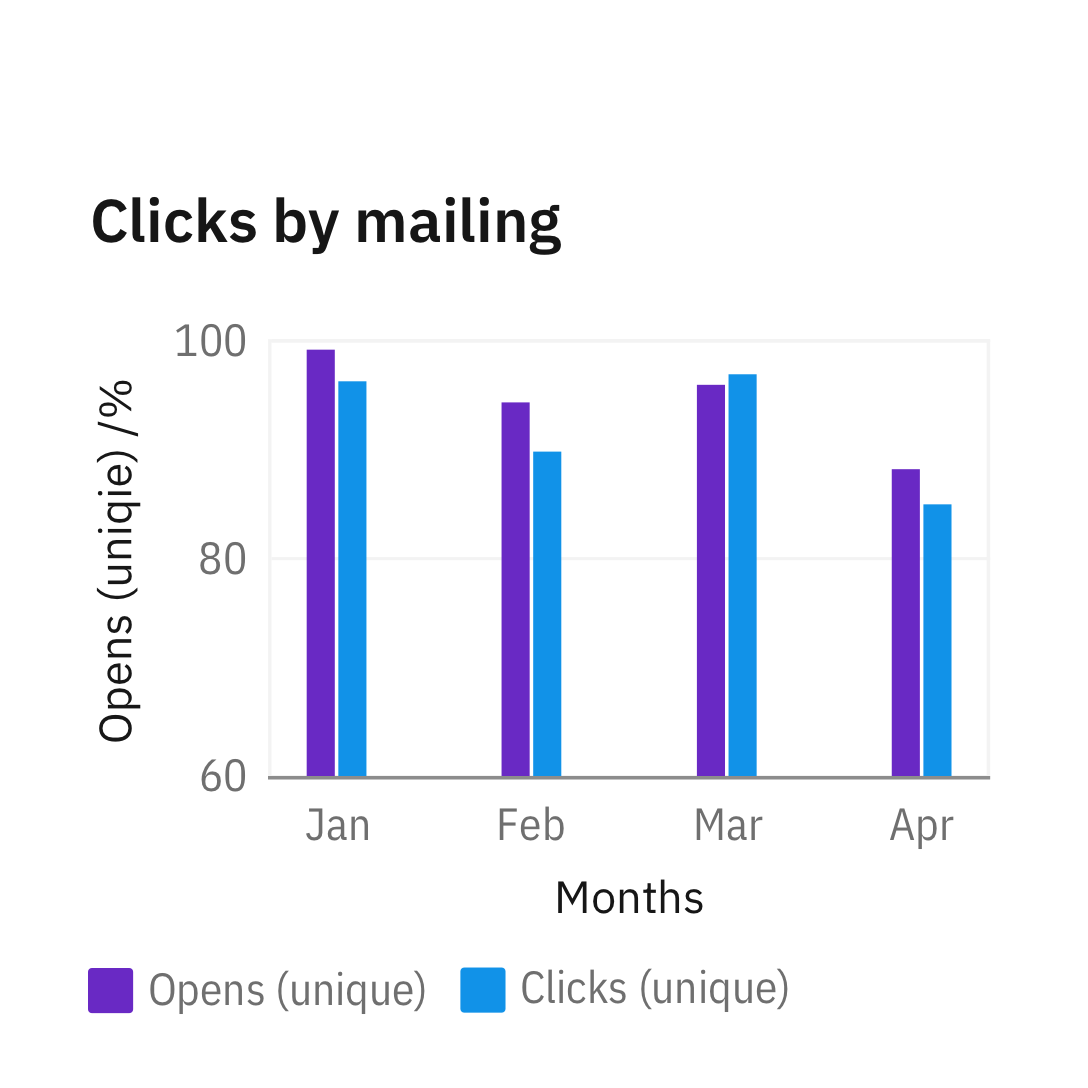 Clicks by mailing
100
80
60
Opens (uniqie) /%
Jan Feb Mar Apr
Months
Opens (unique) Clicks (unique)